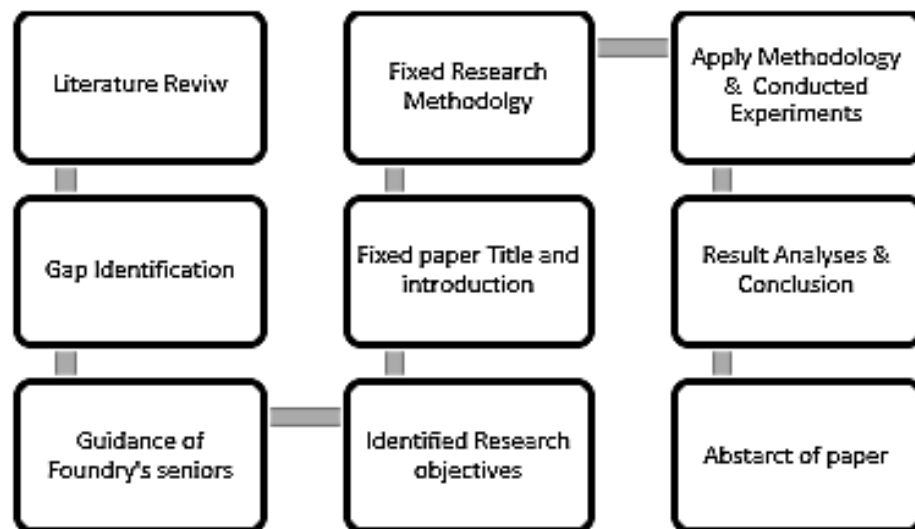 Literature Reviw
Gap Identification
Guidance of
Foundry's seniors
Identified Research
objectives
Fixed paper Title and
introduction
Fixed Research
Methodolgy
Apply Methodology
& Conducted
Experiments
Result Analyses &
Conclusion
Abstarct of paper